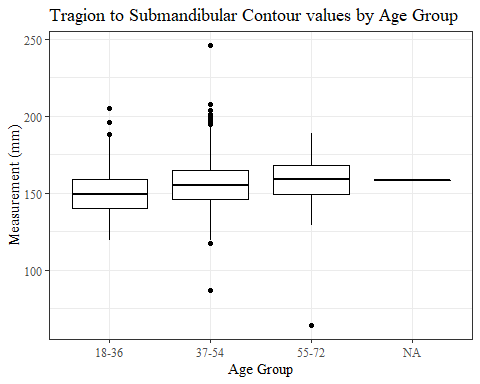 Tragion to Submandibular Contour values by Age Group
250
200
150
100
Measurement (mm)
18-36
37-54
55-72
NA
Age Group